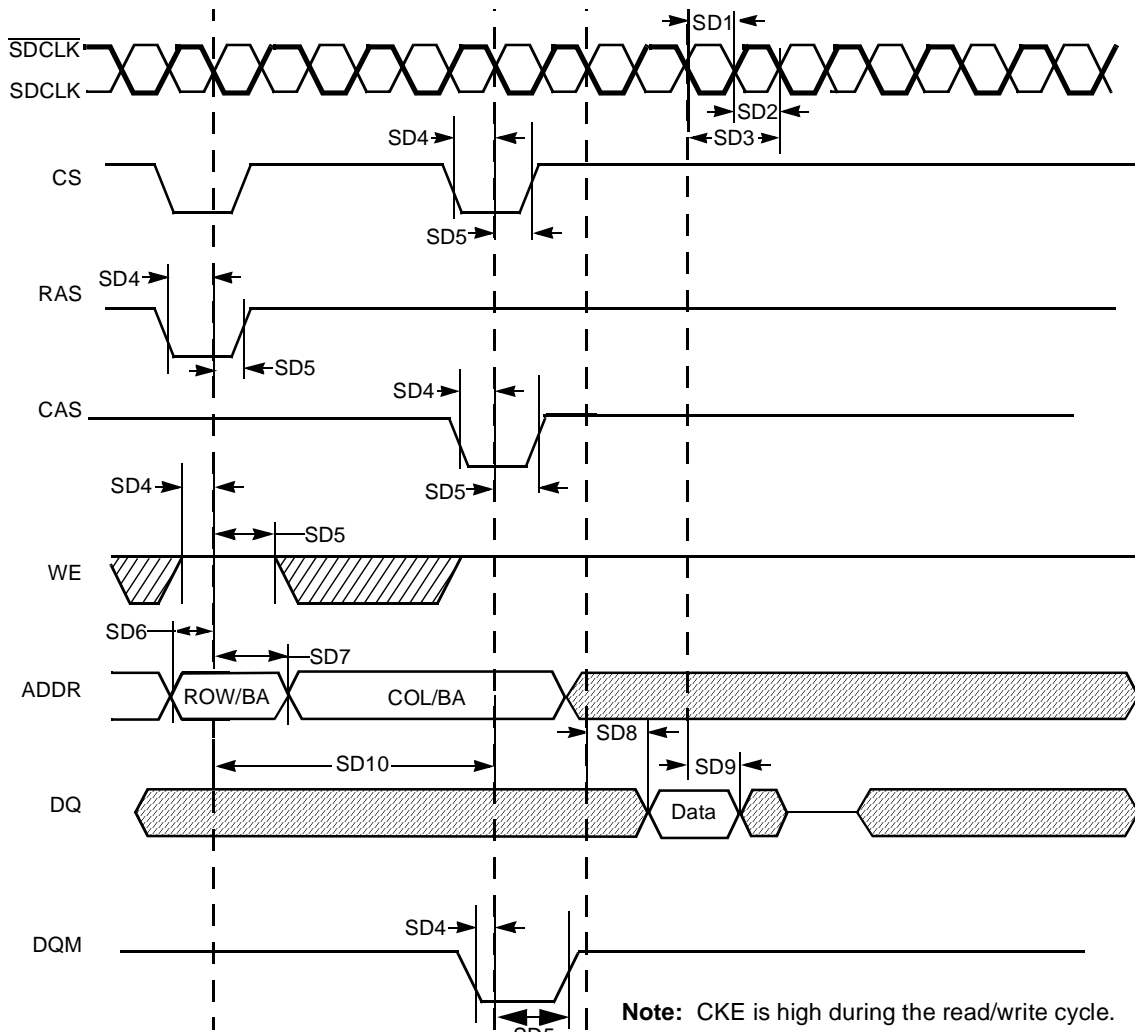 SD1
SDCLK
SDCLK
SD2
SD4
SD3
CS
SD5
SD4
RAS
SD5
SD4
CAS
SD4
SD5
SD5
WE
SD6
SD7
ADDR
ROW/BA
COL/BA
SD8
SD10
SD9
DQ
Data
SD4
DQM
Note: CKE is high during the read/write cycle.
SD5